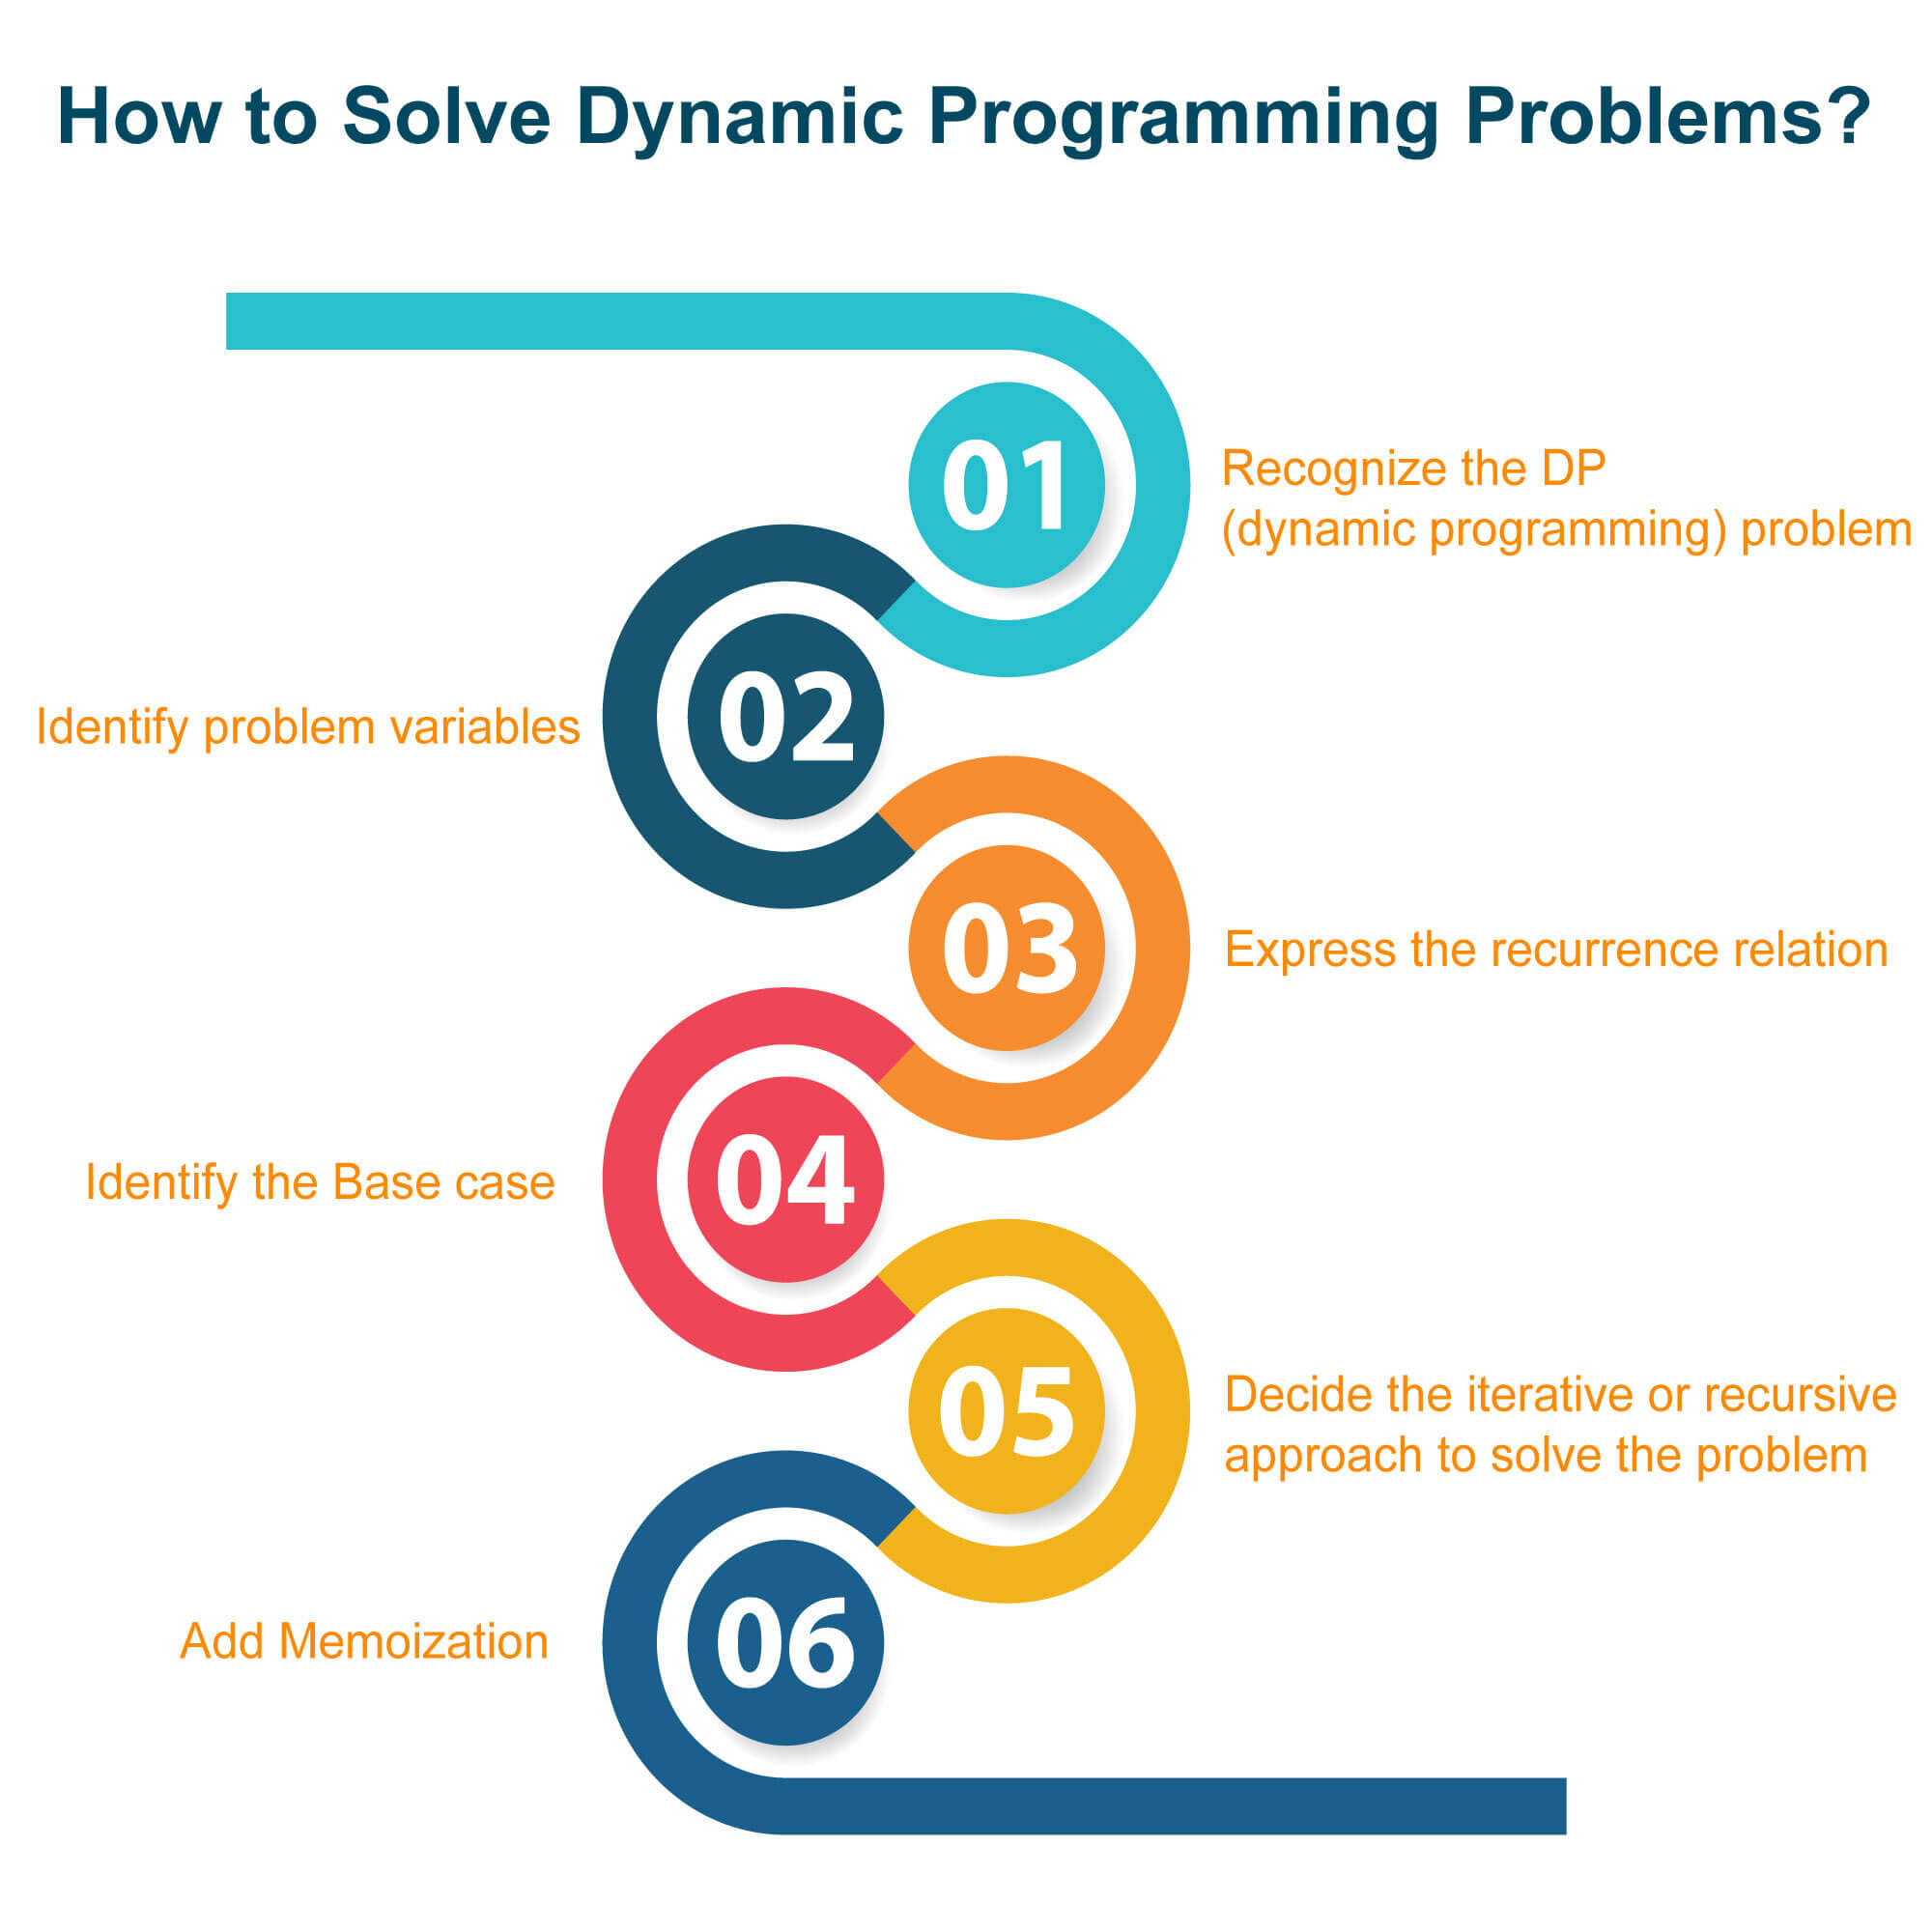 How to Solve Dynamic Programming Problems?
01
Recognize the DP
(dynamic programming) problem
02
Identify problem variables
03
Express the recurrence relation
04
Identify the Base case
05
Decide the iterative or recursive
approach to solve the problem
06
Add Memoization